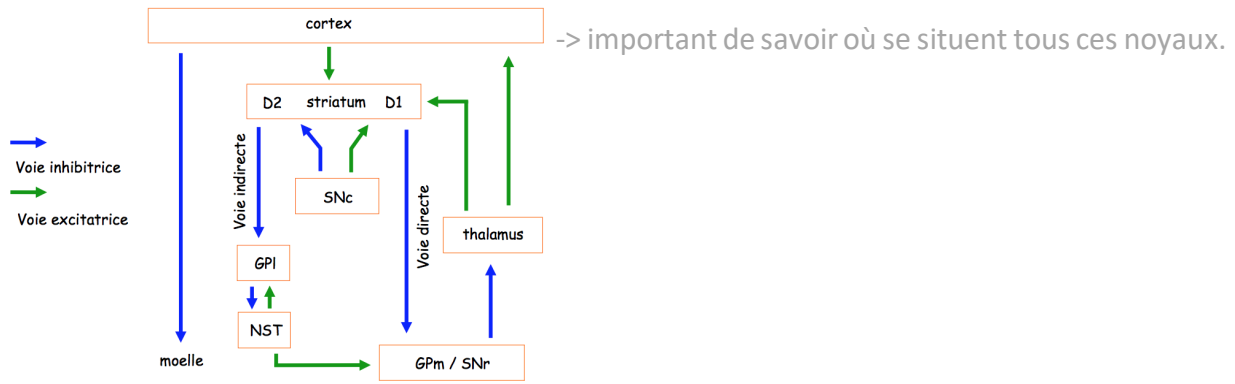 cortex
-> important de savoir où se situent tous ces noyaux.
D2 striatum D1
Voie inhibitrice
Voie excitatrice
Voie indirecte
SNc
Voie directe
thalamus
GPl
NST
moelle
GPm / SNr